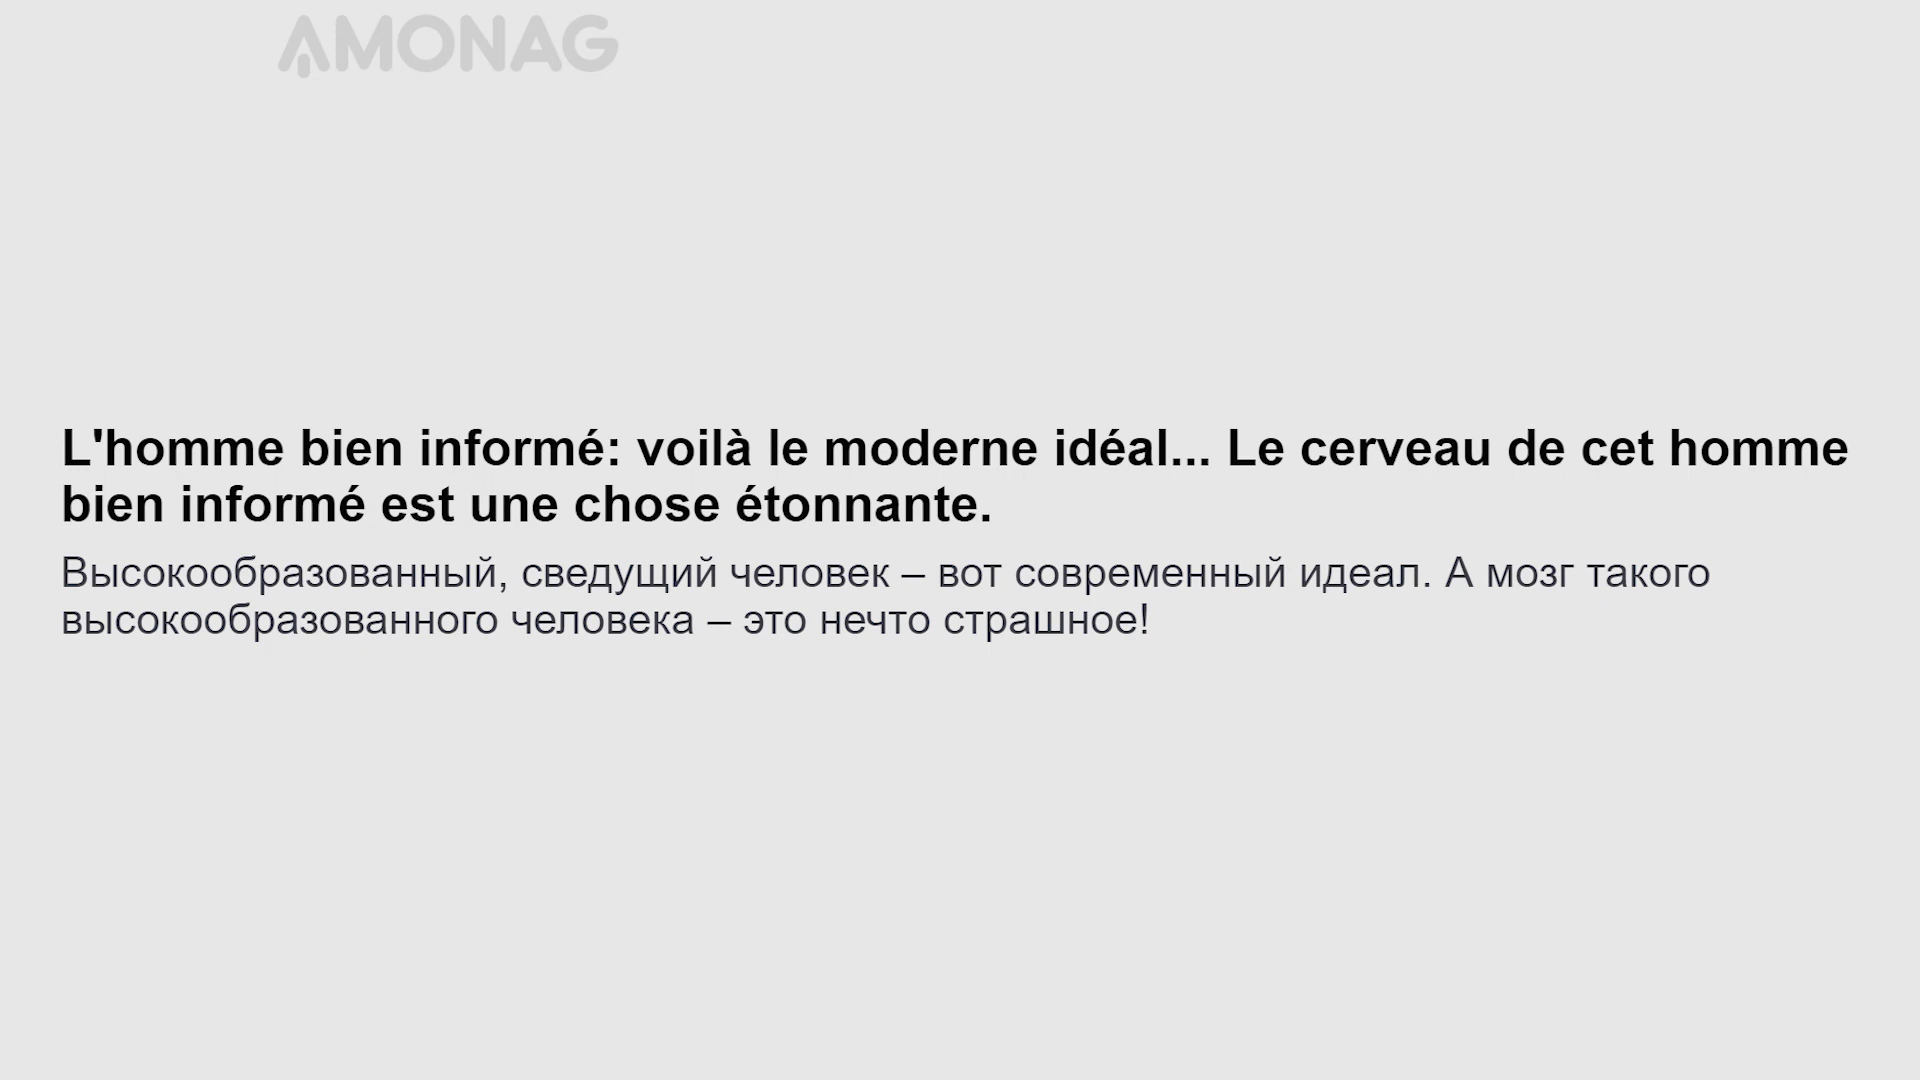 AMONAG
L'homme bien informé: voilà le moderne idéal... Le cerveau de cet homme
bien informé est une chose étonnante.
Высокообразованный, сведущий человек – вот современный идеал. А мозг такого
высокообразованного человека – это нечто страшное!